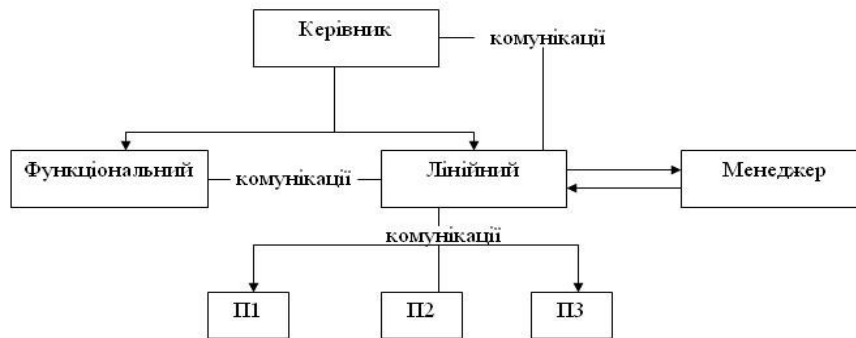 Керівник
комунікації
Функціональний
комунікації
Лінійний
Менеджер
комунікації
П1
П2
П3